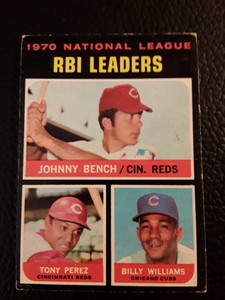 1970 NATIONAL LEAGUE
RBI LEADERS
JOHNNY BENCH / CIN. REDS
TONY PEREZ
CINCINNATI REDS
BILLY WILLIAMS
CHICAGO CUBS